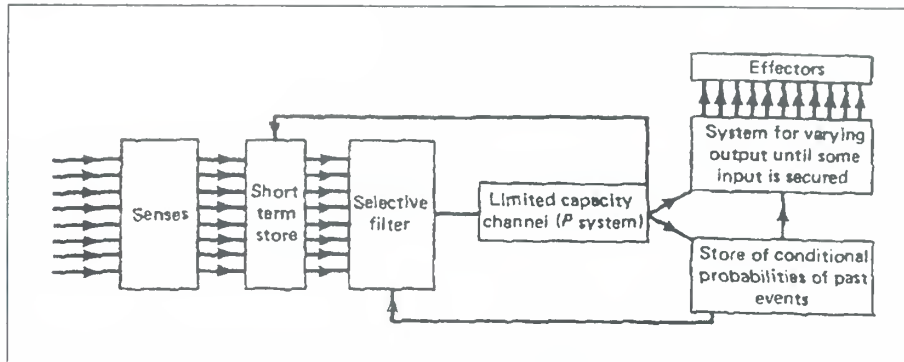 Senses
Short
term
store
Selective
filter
Limited capacity
channel (P system)
Effectors
System for varying
output until some
input is secured
Store of conditional
probabilities of past
events